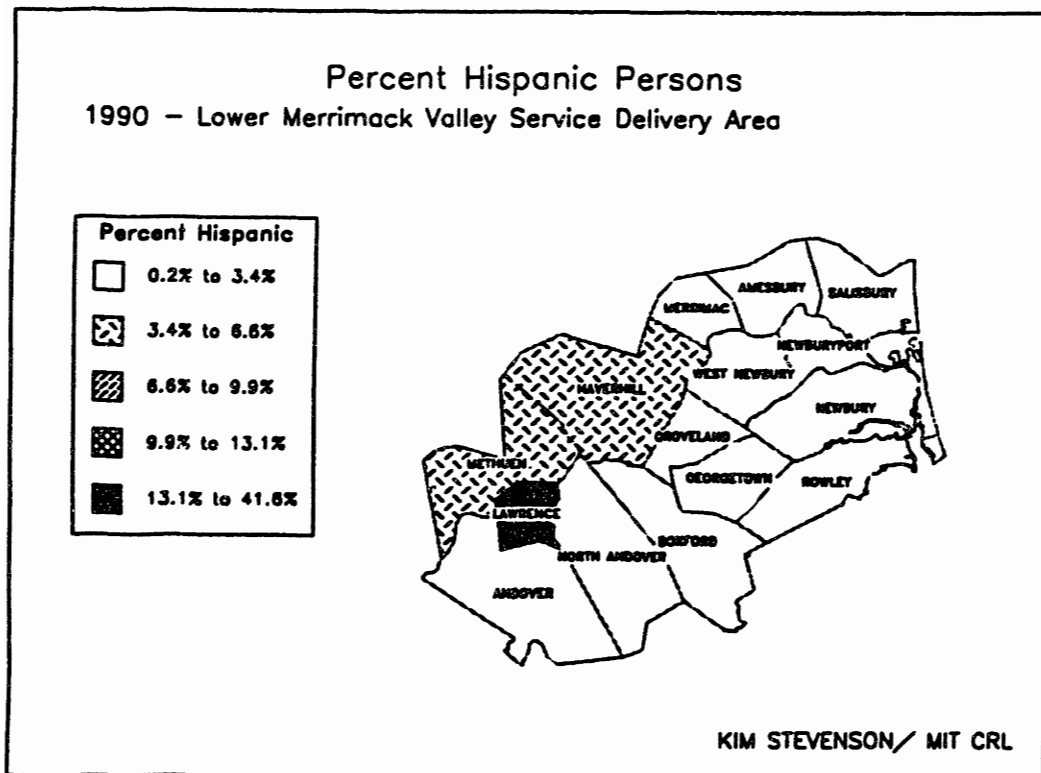 Percent Hispanic Persons
1990 – Lower Merrimack Valley Service Delivery Area
Percent Hispanic
0.2% to 3.4%
3.4% to 6.6%
6.6% to 9.9%
9.9% to 13.1%
13.1% to 41.6%
AMESBURY
SALISBURY
MERRIMAC
NEWBURYPORT
WEST NEWBURY
HAVERHILL
NEWBURY
GROVELAND
METHUEN
GEORGETOWN
ROWLEY
LAWRENCE
BOXFORD
NORTH ANDOVER
ANDOVER
KIM STEVENSON/ MIT CRL